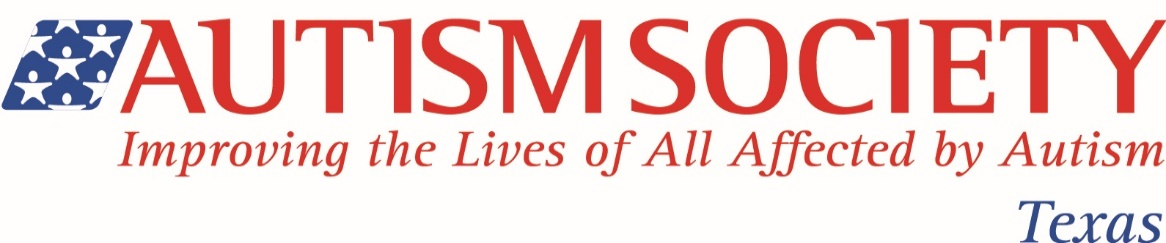 AUTISM SOCIETY
Improving the Lives of All Affected by Autism
Texas